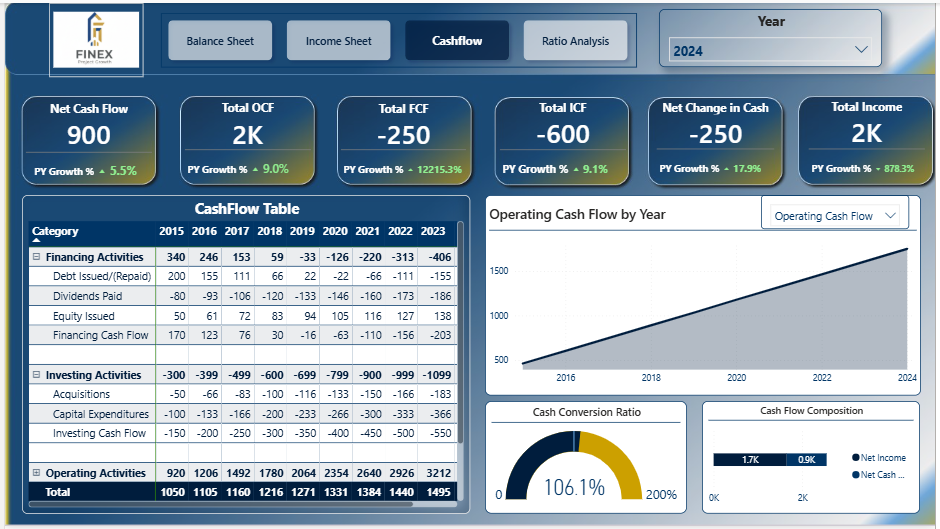 FINEX
Project Growth
Balance Sheet
Income Sheet
Cashflow
Ratio Analysis
Year
2024
Net Cash Flow
900
PY Growth % 5.5%
Total OCF
2K
PY Growth % 9.0%
Total FCF
-250
PY Growth % 12215.3%
Total ICF
-600
PY Growth % 9.1%
Net Change in Cash
-250
PY Growth % 17.9%
Total Income
2K
PY Growth % 878.3%
CashFlow Table
Category 2015 2016 2017 2018 2019 2020 2021 2022 2023
Financing Activities 340 246 153 59 -33 -126 -220 -313 -406
Debt Issued/(Repaid) 200 155 111 66 22 -22 -66 -111 -155
Dividends Paid -80 -93 -106 -120 -133 -146 -160 -173 -186
Equity Issued 50 61 72 83 94 105 116 127 138
Financing Cash Flow 170 123 76 30 -16 -63 -110 -156 -203
Investing Activities -300 -399 -499 -600 -699 -799 -900 -999 -1099
Acquisitions -50 -66 -83 -100 -116 -133 -150 -166 -183
Capital Expenditures -100 -133 -166 -200 -233 -266 -300 -333 -366
Investing Cash Flow -150 -200 -250 -300 -350 -400 -450 -500 -550
Operating Activities 920 1206 1492 1780 2064 2354 2640 2926 3212
Total 1050 1105 1160 1216 1271 1331 1384 1440 1495
Operating Cash Flow by Year
Operating Cash Flow
1500
1000
500
2016 2018 2020 2022 2024
Cash Conversion Ratio
106.1%
0 200%
Cash Flow Composition
1.7K 0.9K
Net Income
Net Cash ...
0K 2K